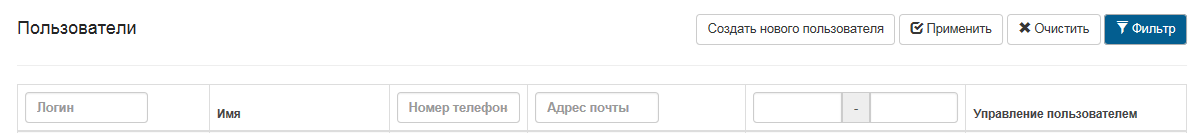 Пользователи
Создать нового пользователя Применить Очистить Фильтр
Логин Имя Номер телефон Адрес почты - Управление пользователем